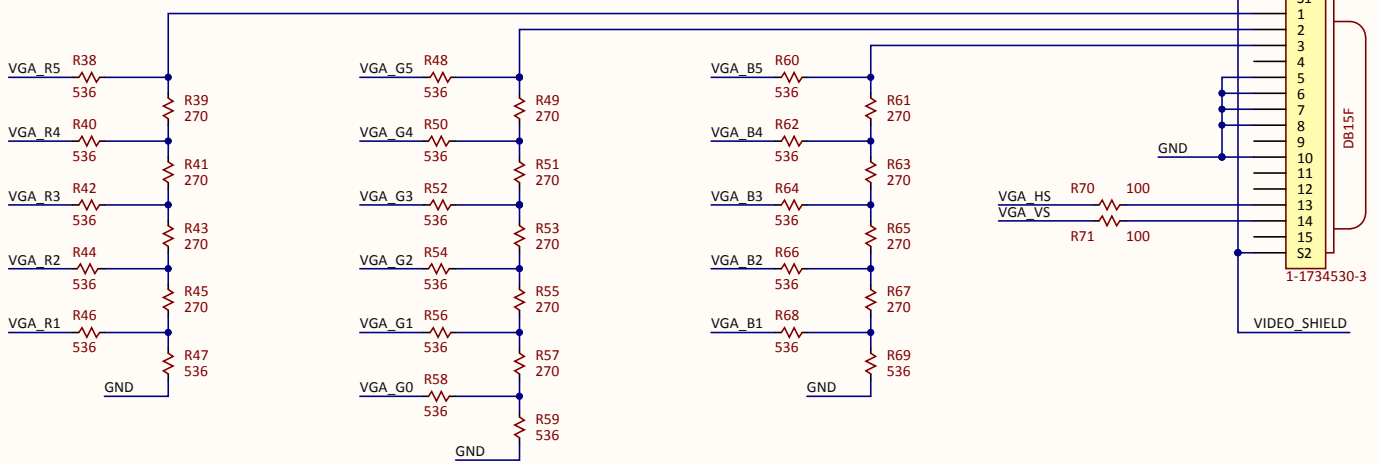 S1
1
2
3
4
5
6
7
8
9
10
11
12
13
14
15
S2
DB15F
1-1734530-3
VIDEO_SHIELD
GND
VGA_HS R70 100
VGA_VS R71 100
VGA_R5 R38 536
R39 270
VGA_R4 R40 536
R41 270
VGA_R3 R42 536
R43 270
VGA_R2 R44 536
R45 270
VGA_R1 R46 536
R47 536
GND
VGA_G5 R48 536
R49 270
VGA_G4 R50 536
R51 270
VGA_G3 R52 536
R53 270
VGA_G2 R54 536
R55 270
VGA_G1 R56 536
R57 270
VGA_G0 R58 536
R59 536
GND
VGA_B5 R60 536
R61 270
VGA_B4 R62 536
R63 270
VGA_B3 R64 536
R65 270
VGA_B2 R66 536
R67 270
VGA_B1 R68 536
R69 536
GND